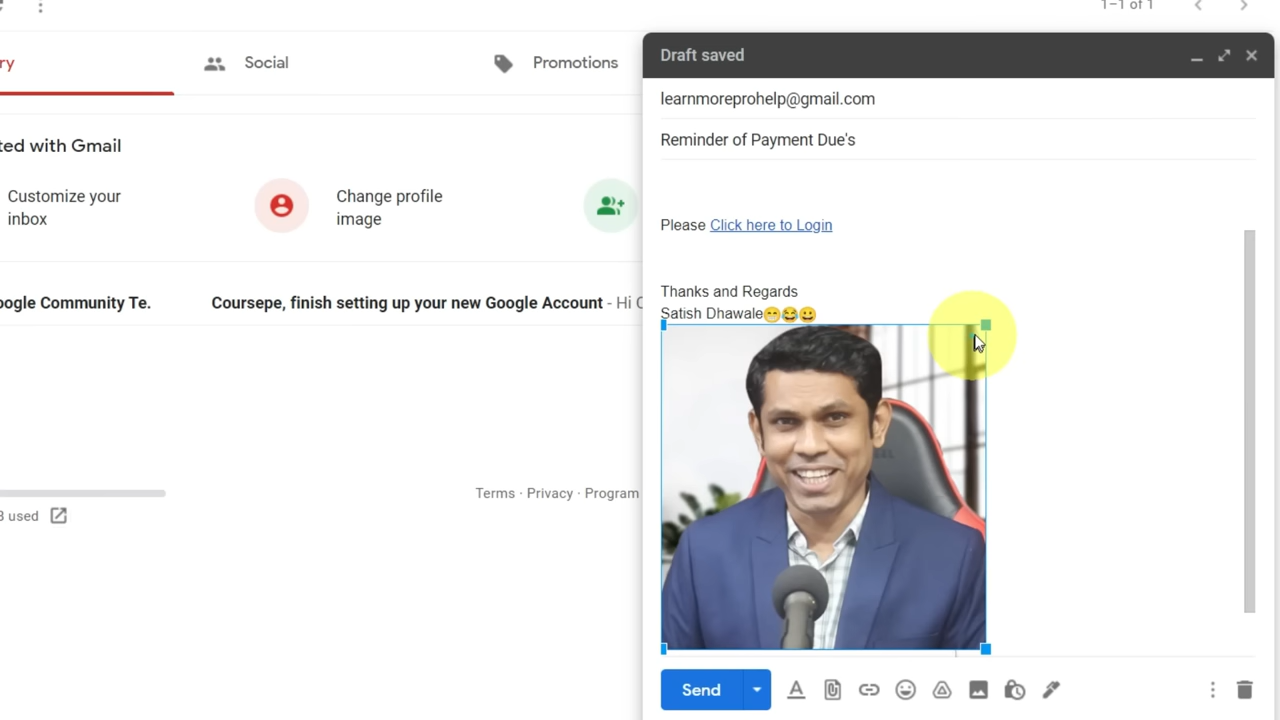 1–1 of 1
ry
Social
Promotions
Draft saved
learnmoreprohelp@gmail.com
Reminder of Payment Due's
ted with Gmail
Customize your
inbox
Change profile
image
Please Click here to Login
Thanks and Regards
Satish Dhawale😁😂😀
oogle Community Te.
Coursepe, finish setting up your new Google Account - Hi C
Terms · Privacy · Program
B used
Send